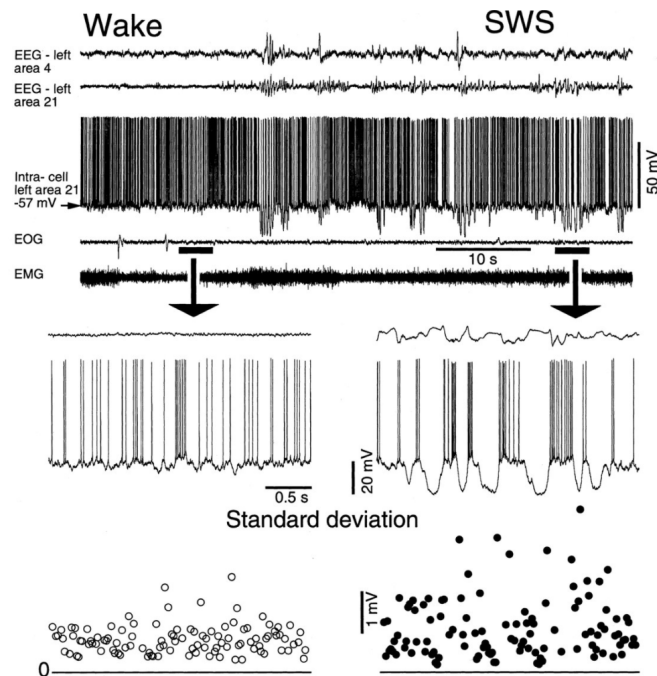 Wake
SWS
EEG - left
area 4
EEG - left
area 21
Intra- cell
left area 21
-57 mV
50 mV
EOG
10 s
EMG
0.5 s
20 mV
Standard deviation
1 mV
0